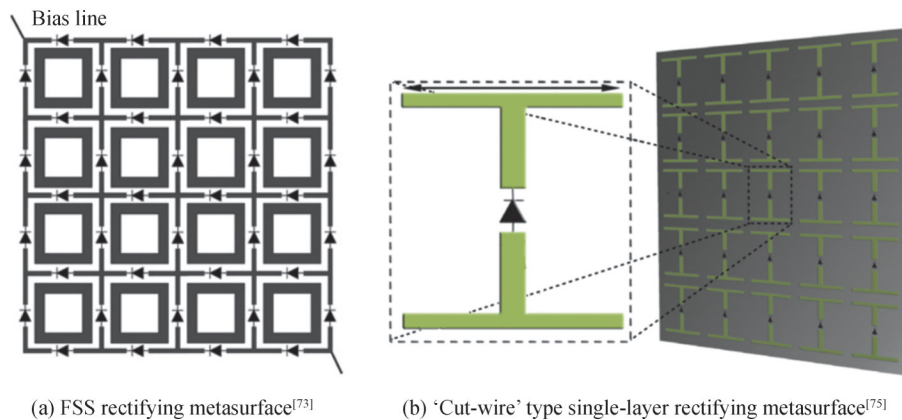 Bias line
(a) FSS rectifying metasurface[73]
(b) ‘Cut-wire’ type single-layer rectifying metasurface[75]